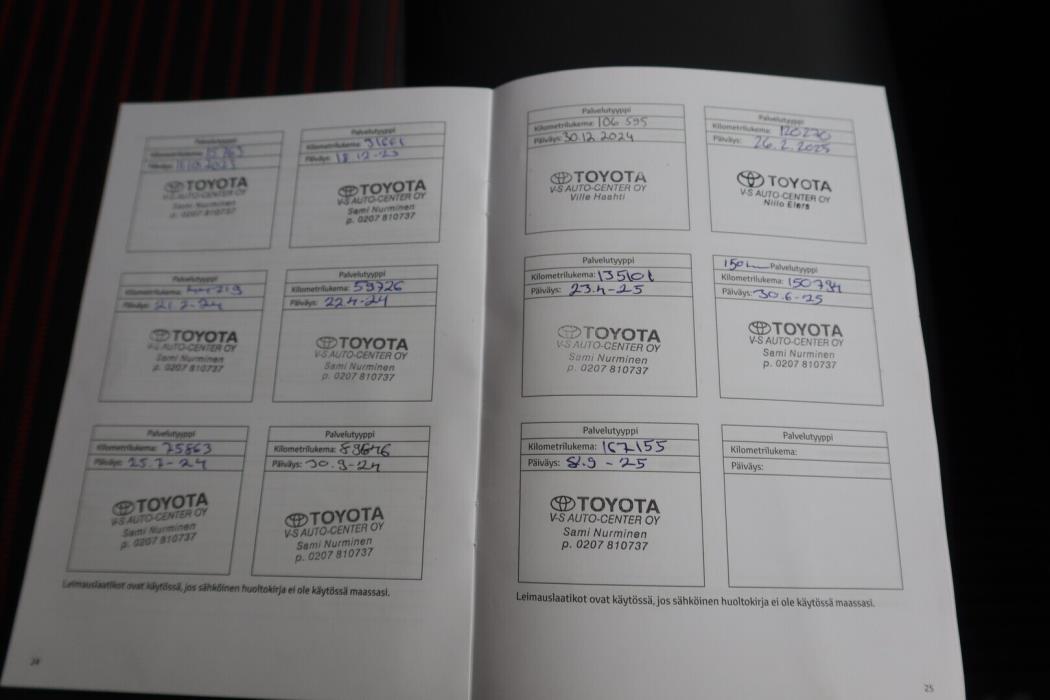 Palvelutyyppi
Kilometrilukema:
Päiväys:
TOYOTA
V-S AUTO-CENTER OY
Sami Nurminen
p. 0207 810737
Palvelutyyppi
Kilometrilukema: 31661
Päiväys: 18.12-23
TOYOTA
V-S AUTO-CENTER OY
Sami Nurminen
p. 0207 810737
Palvelutyyppi
Kilometrilukema:
Päiväys: 21.2-24
TOYOTA
V-S AUTO-CENTER OY
Sami Nurminen
p. 0207 810737
Palvelutyyppi
Kilometrilukema: 59726
Päiväys: 22.4-24
TOYOTA
V-S AUTO-CENTER OY
Sami Nurminen
p. 0207 810737
Palvelutyyppi
Kilometrilukema: 75863
Päiväys: 25.7-24
TOYOTA
V-S AUTO-CENTER OY
Sami Nurminen
p. 0207 810737
Palvelutyyppi
Kilometrilukema:
Päiväys: 30.9-24
TOYOTA
V-S AUTO-CENTER OY
Sami Nurminen
p. 0207 810737
Leimauslaatikot ovat käytössä, jos sähköinen huoltokirja ei ole käytössä maassasi.
24
Palvelutyyppi
Kilometrilukema: 106 595
Päiväys: 30.12.2024
TOYOTA
V-S AUTO-CENTER OY
Ville Haahti
Palvelutyyppi
Kilometrilukema: 120270
Päiväys: 26.2.2025
TOYOTA
V-S AUTO-CENTER OY
Niilo Elers
Palvelutyyppi
Kilometrilukema:
Päiväys: 23.4-25
TOYOTA
V-S AUTO-CENTER OY
Sami Nurminen
p. 0207 810737
Palvelutyyppi
Kilometrilukema: 150794
Päiväys: 30.6-25
TOYOTA
V-S AUTO-CENTER OY
Sami Nurminen
p. 0207 810737
Palvelutyyppi
Kilometrilukema: 167155
Päiväys: 8.9-25
TOYOTA
V-S AUTO-CENTER OY
Sami Nurminen
p. 0207 810737
Palvelutyyppi
Kilometrilukema:
Päiväys:
Leimauslaatikot ovat käytössä, jos sähköinen huoltokirja ei ole käytössä maassasi.
25